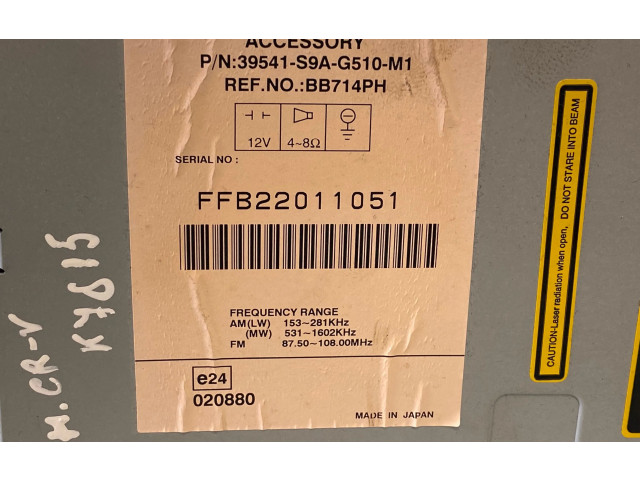 ACCESSORY
P/N:39541-S9A-G510-M1
REF.NO.:BB714PH
12V 4~8Ω
SERIAL NO :
FFB22011051
FREQUENCY RANGE
AM(LW) 153~281KHz
(MW) 531~1602KHz
FM 87.50~108.00MHz
e24
020880
MADE IN JAPAN
CAUTION-Laser radiation when open, DO NOT STARE INTO BEAM
H. CR-V
K7815